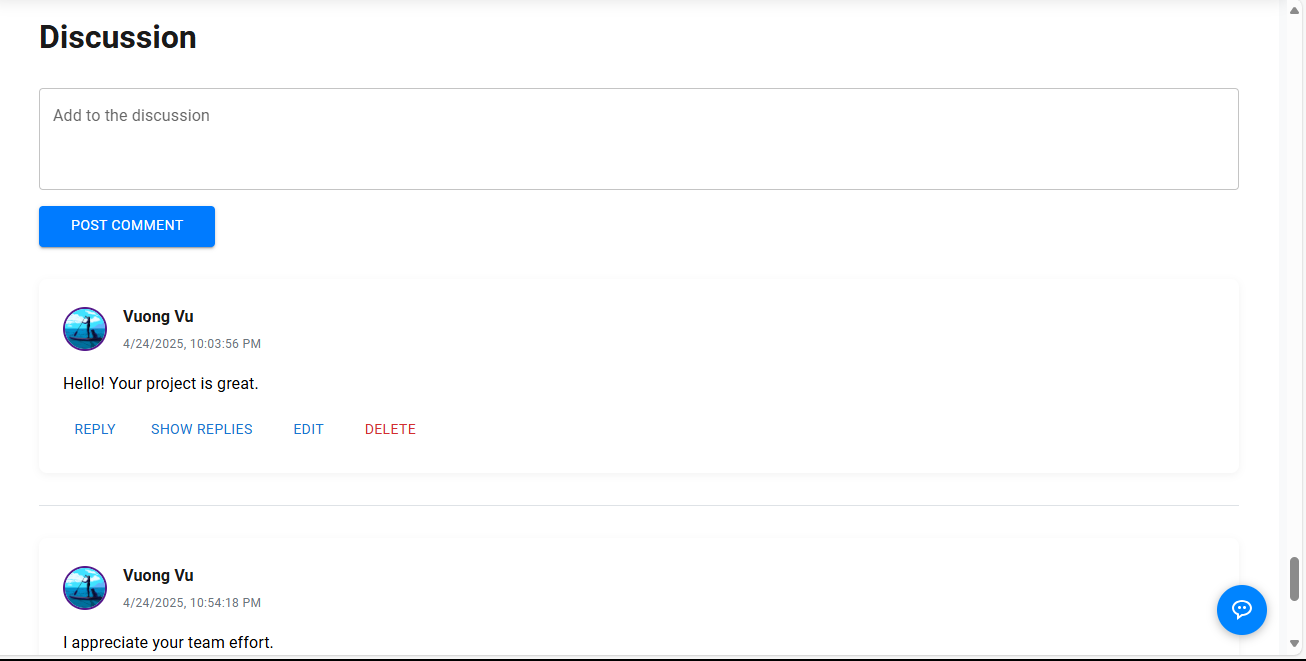 Discussion
Add to the discussion
POST COMMENT
Vuong Vu
4/24/2025, 10:03:56 PM
Hello! Your project is great.
REPLY SHOW REPLIES EDIT DELETE
Vuong Vu
4/24/2025, 10:54:18 PM
I appreciate your team effort.